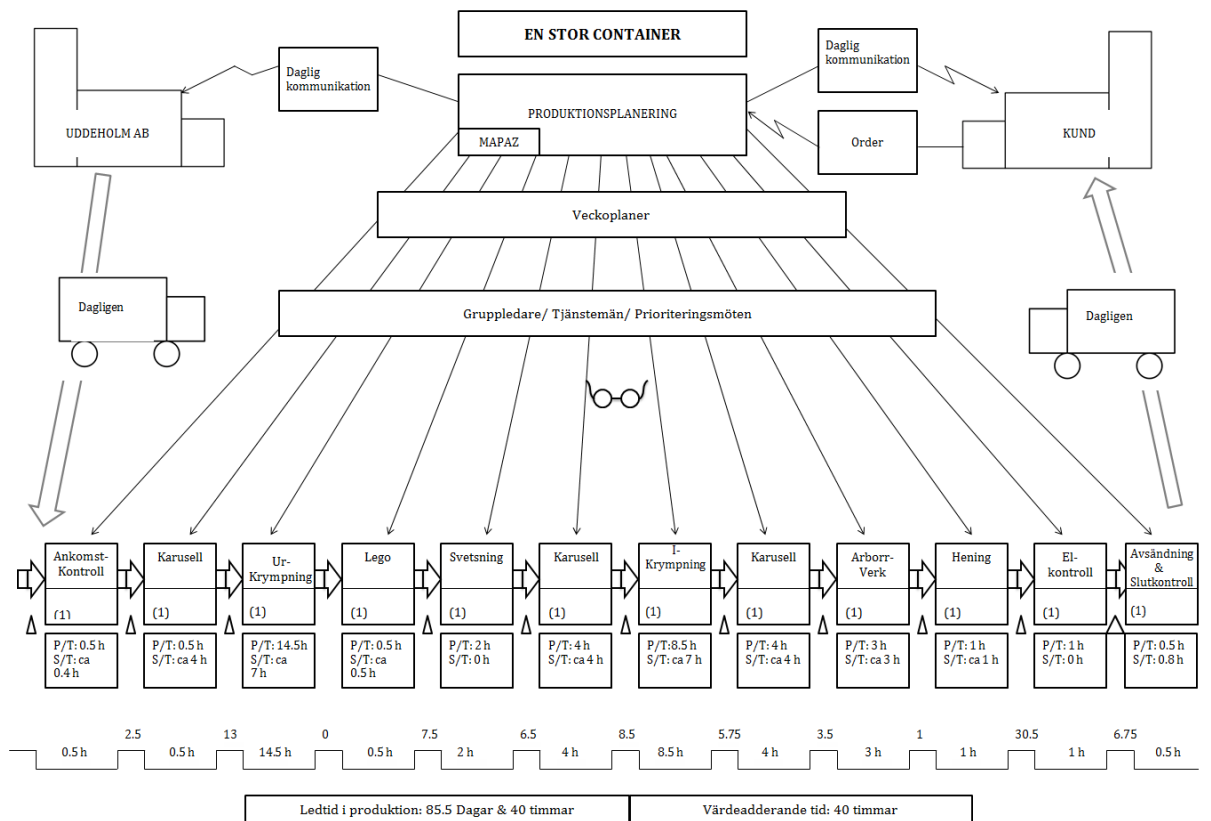 EN STOR CONTAINER
Daglig
kommunikation
Daglig
kommunikation
UDDEHOLM AB
PRODUKTIONSPLANERING
MAPAZ
Order
KUND
Veckoplaner
Dagligen
Gruppledare/ Tjänstemän/ Prioriteringsmöten
Dagligen
Ankomst-
Kontroll
(1)
P/T: 0.5 h
S/T: ca
0.4 h
Karusell
(1)
P/T: 0.5 h
S/T: ca 4 h
Ur-
Krympning
(1)
P/T: 14.5h
S/T: ca
7 h
Lego
(1)
P/T: 0.5 h
S/T: ca
0.5 h
Svetsning
(1)
P/T: 2 h
S/T: 0 h
Karusell
(1)
P/T: 4 h
S/T: ca 4 h
I-
Krympning
(1)
P/T:8.5 h
S/T: ca 7 h
Karusell
(1)
P/T: 4 h
S/T: ca 4 h
Arborr-
Verk
(1)
P/T: 3 h
S/T: ca 3 h
Hening
(1)
P/T: 1 h
S/T: ca 1 h
El-
kontroll
(1)
P/T: 1 h
S/T: 0 h
Avsändning
&
Slutkontroll
(1)
P/T: 0.5 h
S/T: 0.8 h
2.5 13 0 7.5 6.5 8.5 5.75 3.5 1 30.5 6.75
0.5 h 0.5 h 14.5 h 0.5 h 2 h 4 h 8.5 h 4 h 3 h 1 h 1 h 0.5 h
Ledtid i produktion: 85.5 Dagar & 40 timmar
Värdeadderande tid: 40 timmar